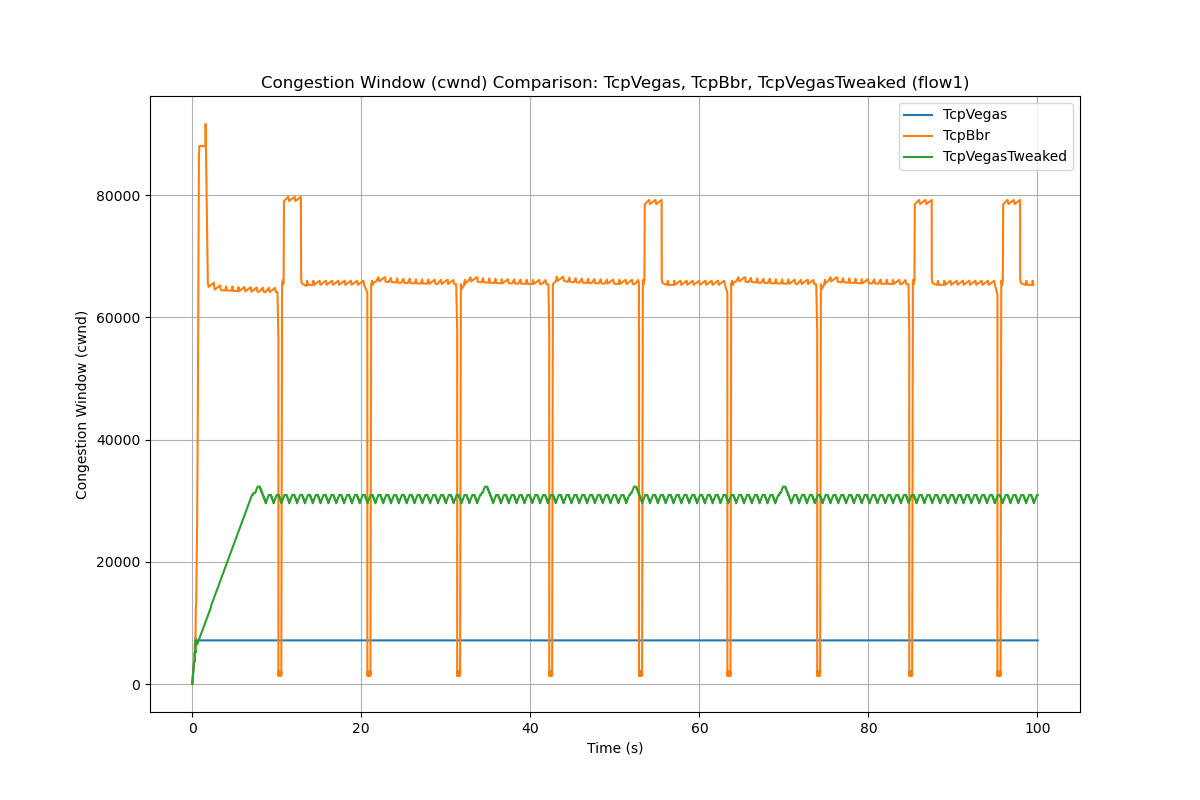 Congestion Window (cwnd) Comparison: TcpVegas, TcpBbr, TcpVegasTweaked (flow1)
TcpVegas
TcpBbr
TcpVegasTweaked
Congestion Window (cwnd)
80000
60000
40000
20000
0
0 20 40 60 80 100
Time (s)